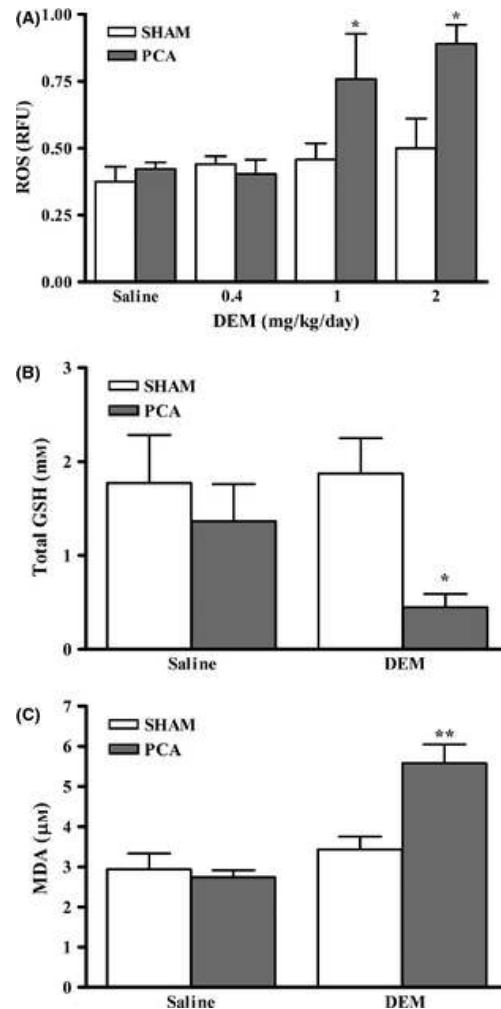 (A)
1.00
0.75
0.50
0.25
0.00
ROS (RFU)
SHAM
PCA
*
*
Saline 0.4 1 2
DEM (mg/kg/day)
(B)
3
2
1
0
Total GSH (mM)
SHAM
PCA
*
Saline DEM
(C)
7
6
5
4
3
2
1
0
MDA (µM)
SHAM
PCA
**
Saline DEM